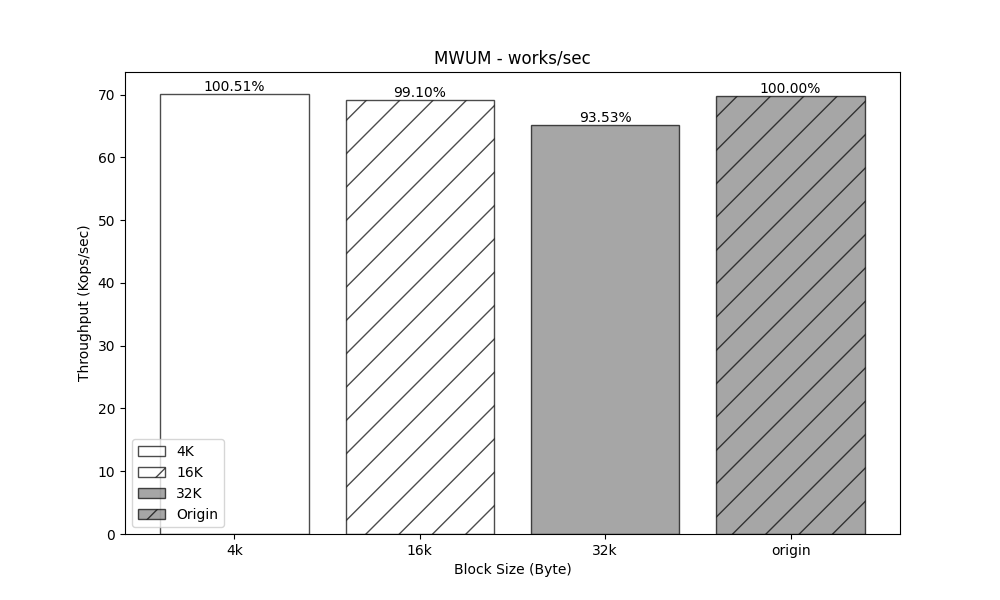 MWUM - works/sec
100.51%
99.10%
93.53%
100.00%
Throughput (Kops/sec)
70
60
50
40
30
20
10
0
4K
16K
32K
Origin
4k
16k
32k
origin
Block Size (Byte)